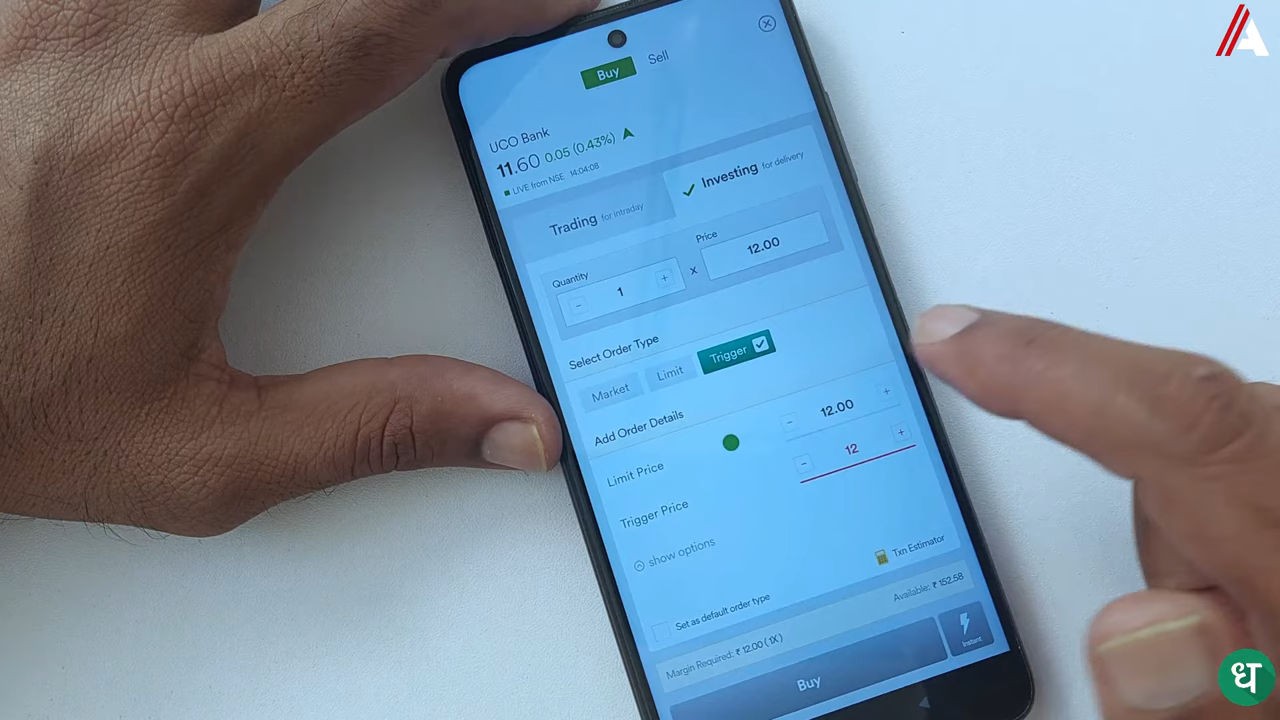 Buy Sell
UCO Bank
11.60 0.05 (0.43%)
LIVE from NSE 14:04:08
Trading for intraday
Investing for delivery
Quantity
Price
- 1 +
x
12.00
Select Order Type
Market Limit Trigger
Add Order Details
Limit Price
- 12.00 +
Trigger Price
- 12 +
show options
Txn Estimator
Set as default order type
Margin Required: ₹ 12.00 (1X)
Available: ₹ 152.58
Buy
Instant
A
ध